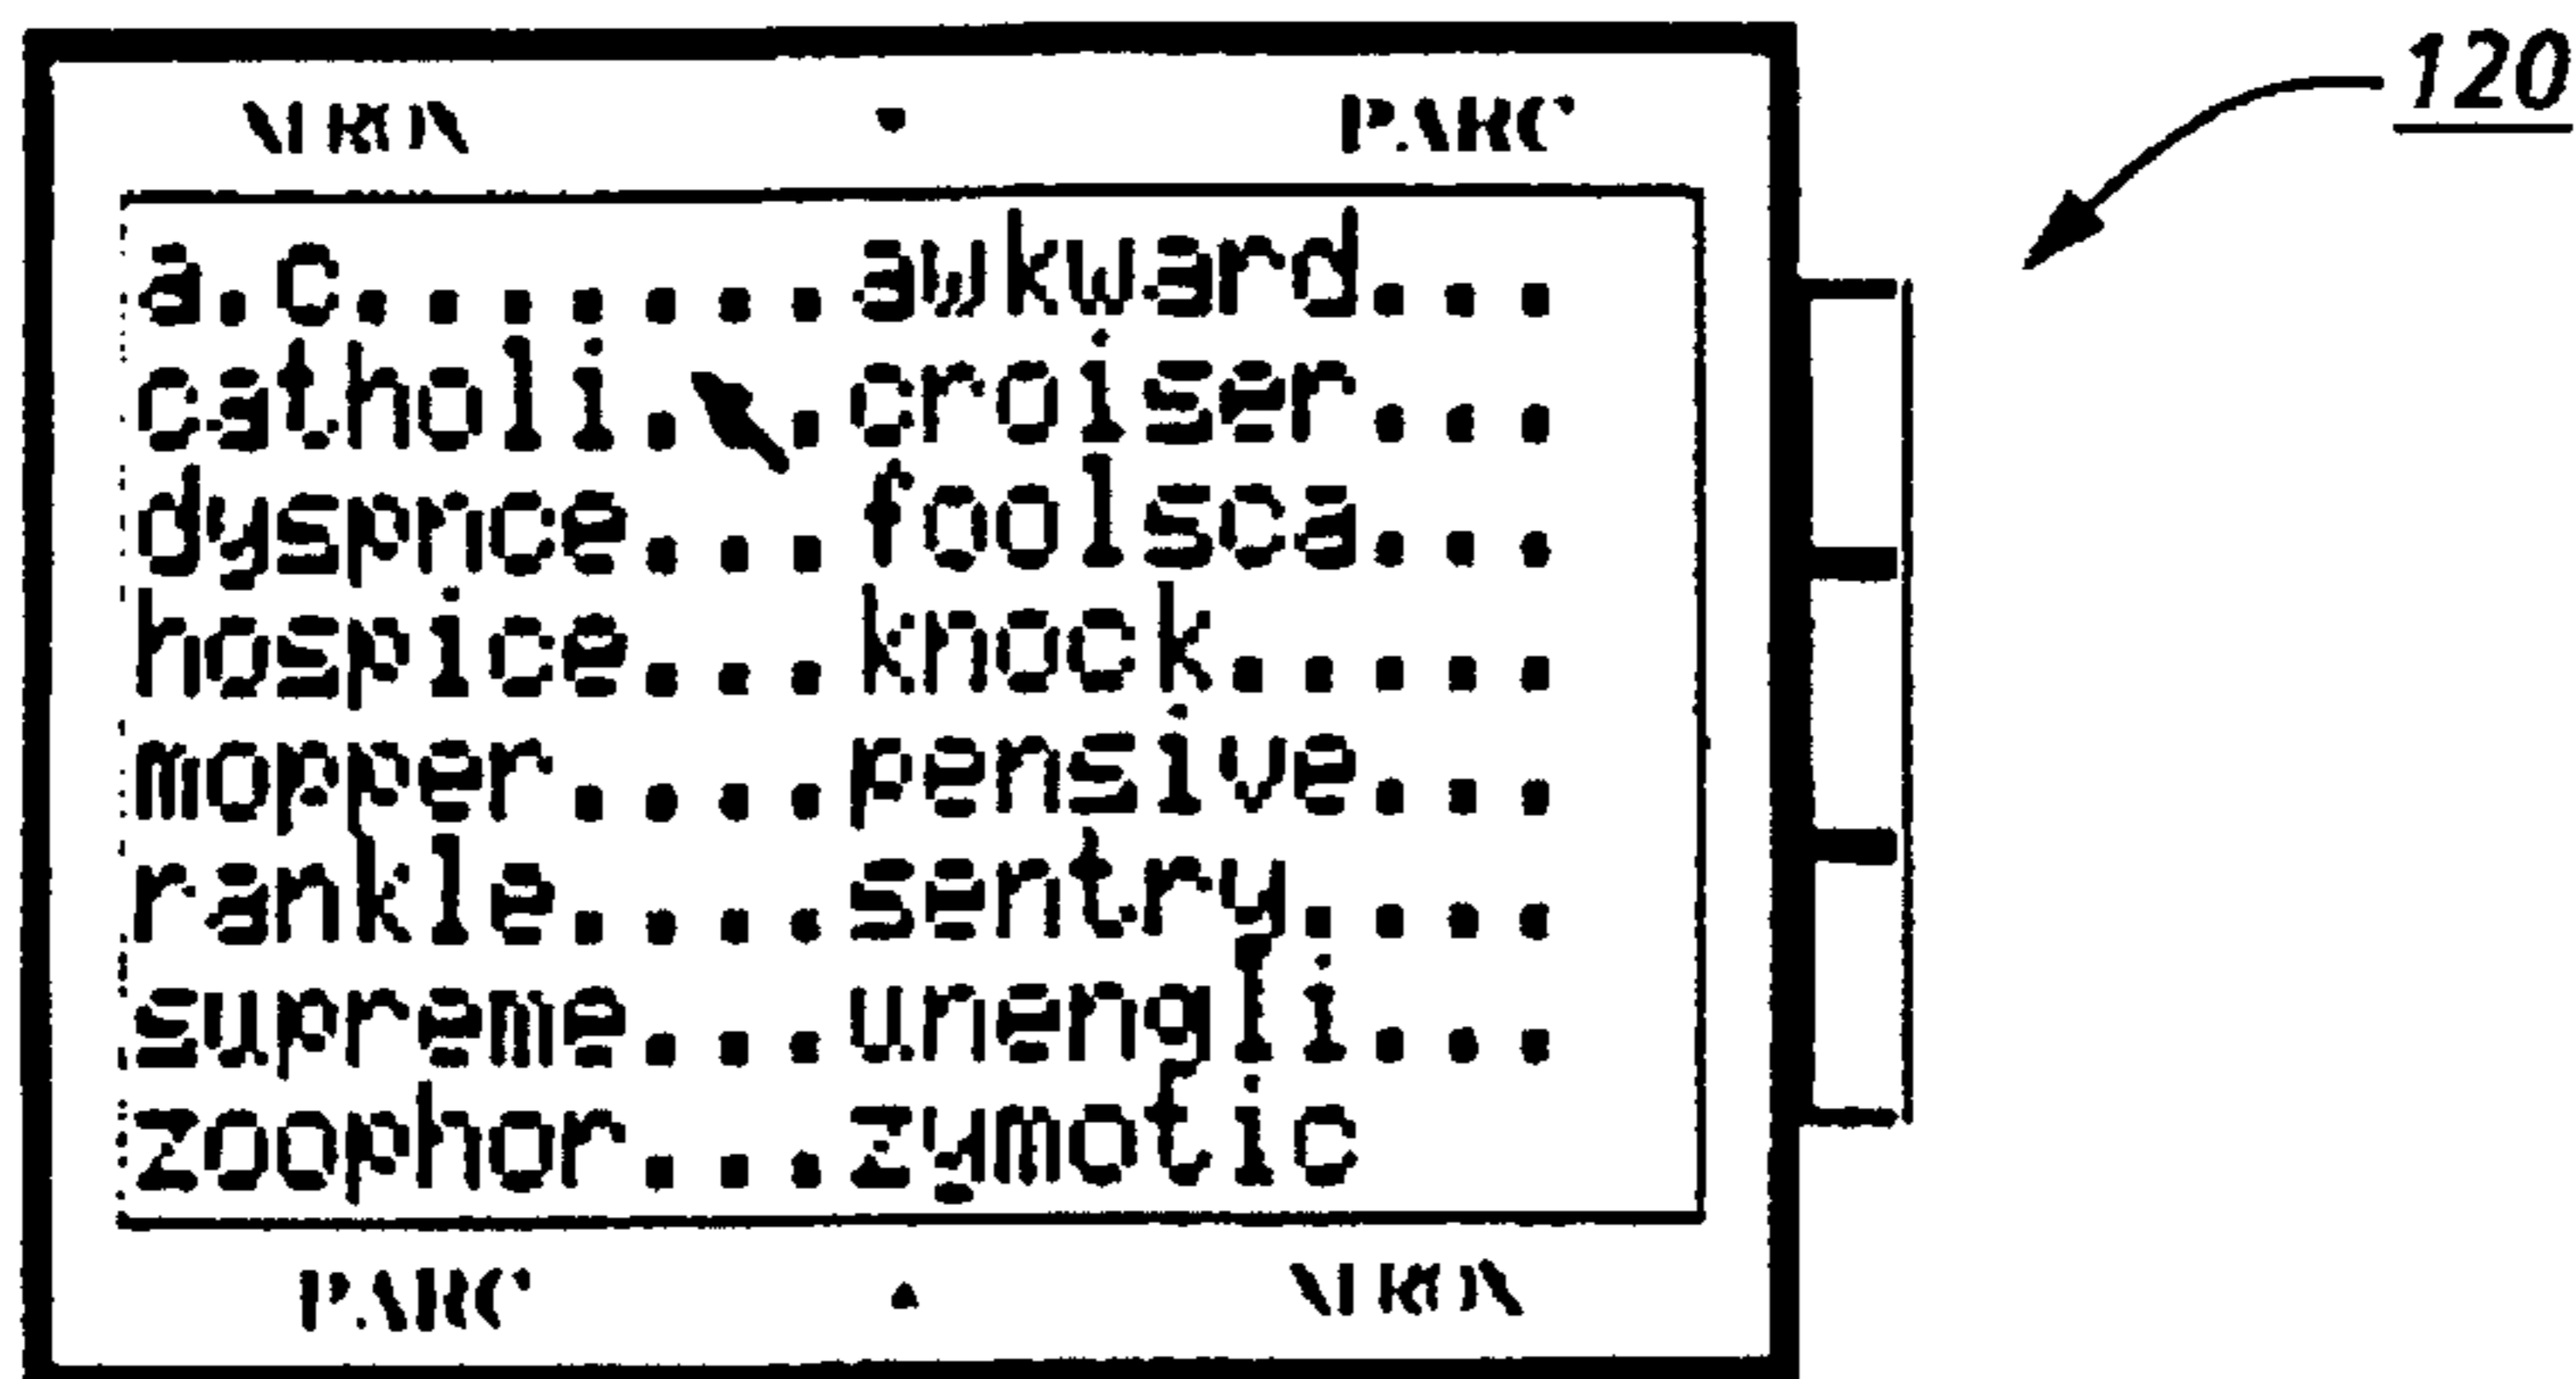 XEROX PARC
120
a.c.......awkward...
catholi...croiser...
dysprice...foolsca...
hospice...knock.....
mopper....pensive...
rankle....sentry....
supreme...unengli...
zoophor...zymotic
PARC XEROX